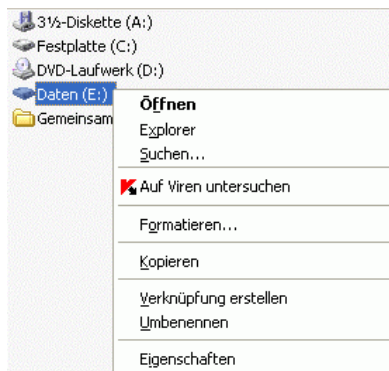 3½-Diskette (A:)
Festplatte (C:)
DVD-Laufwerk (D:)
Daten (E:)
Gemeinsam
Öffnen
Explorer
Suchen...
Auf Viren untersuchen
Formatieren...
Kopieren
Verknüpfung erstellen
Umbenennen
Eigenschaften